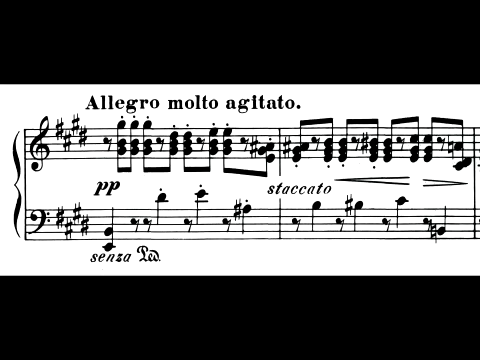 Allegro molto agitato.
pp
staccato
senza Ped.